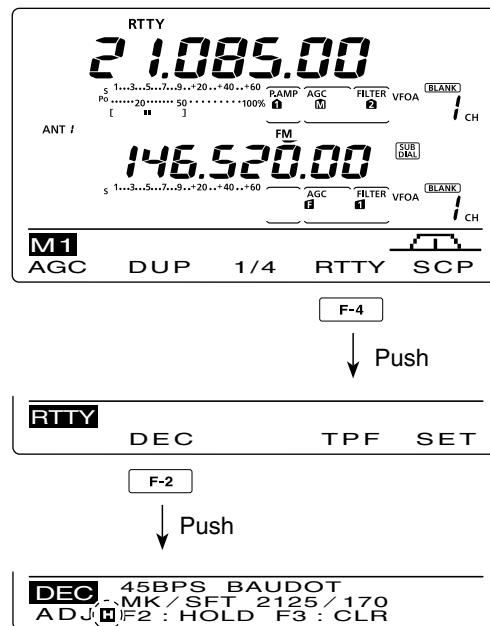 RTTY
21.085.00
S 1...3...5...7...9..+20..+40..+60 P.AMP AGC FILTER VFOA BLANK
Po ......20....... 50.........100% 1 M 2 1 CH
[ ]
ANT 1
FM
146.520.00 SUB DIAL
S 1...3...5...7...9..+20..+40..+60 AGC FILTER VFOA BLANK
F 1 1 CH
M1
AGC DUP 1/4 RTTY SCP
F-4
Push
RTTY
DEC TPF SET
F-2
Push
DEC 45BPS BAUDOT
MK/SFT 2125/170
ADJ H F2:HOLD F3:CLR